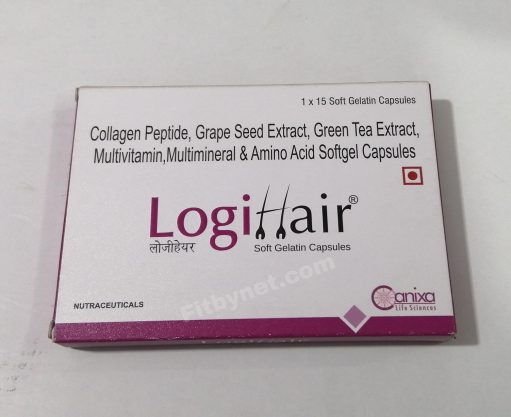 1 x 15 Soft Gelatin Capsules
Collagen Peptide, Grape Seed Extract, Green Tea Extract,
Multivitamin,Multimineral & Amino Acid Softgel Capsules
LogiHair®
लोजीहेयर
Soft Gelatin Capsules
Fitbynet.com
NUTRACEUTICALS
Canixa
Life Sciences